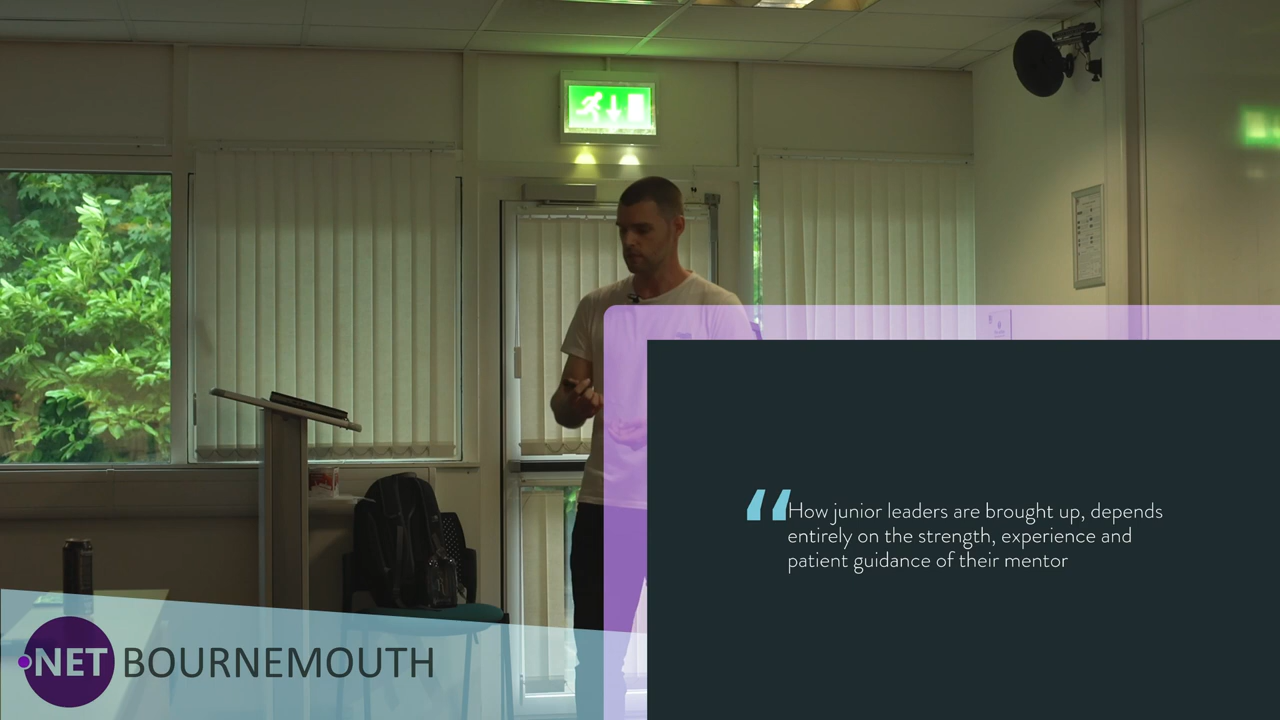 “How junior leaders are brought up, depends
entirely on the strength, experience and
patient guidance of their mentor
.NET BOURNEMOUTH